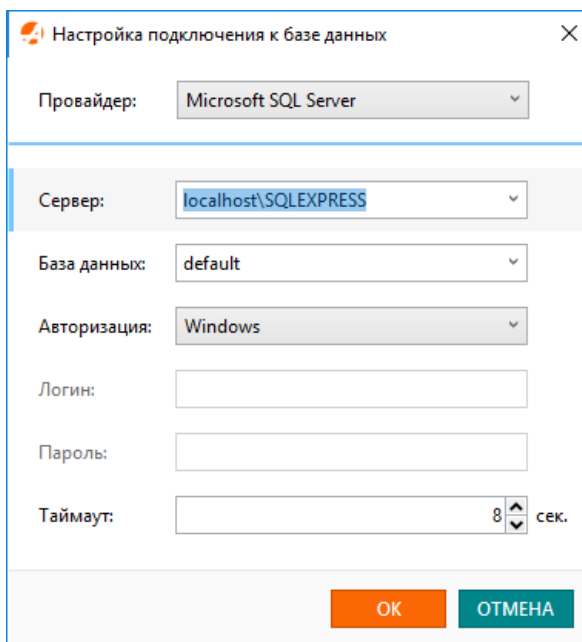 Настройка подключения к базе данных
Провайдер: Microsoft SQL Server
Сервер: localhost\SQLEXPRESS
База данных: default
Авторизация: Windows
Логин:
Пароль:
Таймаут: 8 сек.
ОК ОТМЕНА